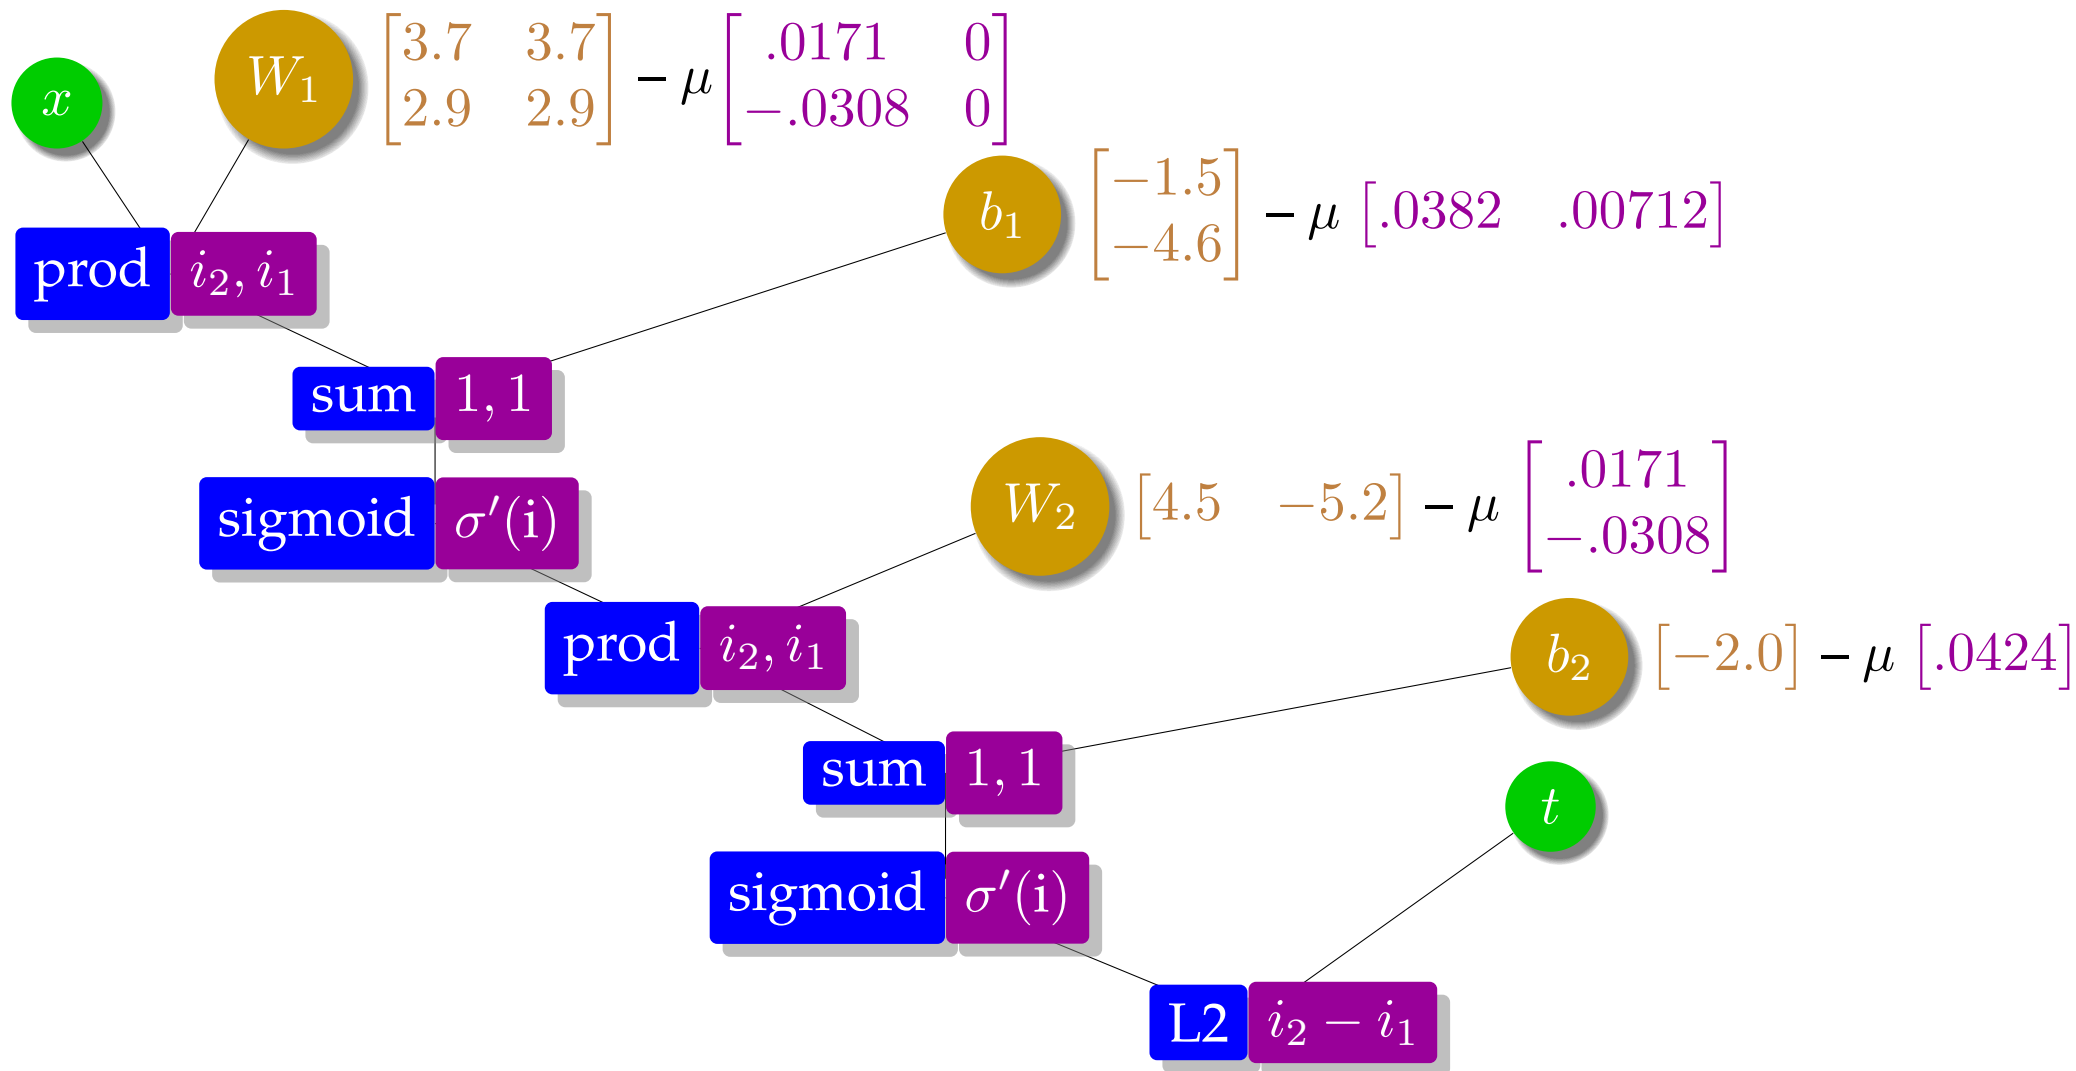 x
W₁ [3.7 3.7
2.9 2.9] − μ [.0171 0
−.0308 0]
b₁ [−1.5
−4.6] − μ [.0382 .00712]
prod i₂, i₁
sum 1, 1
W₂ [4.5 −5.2] − μ [.0171
−.0308]
sigmoid σ′(i)
prod i₂, i₁
b₂ [−2.0] − μ [.0424]
sum 1, 1
t
sigmoid σ′(i)
L2 i₂ − i₁